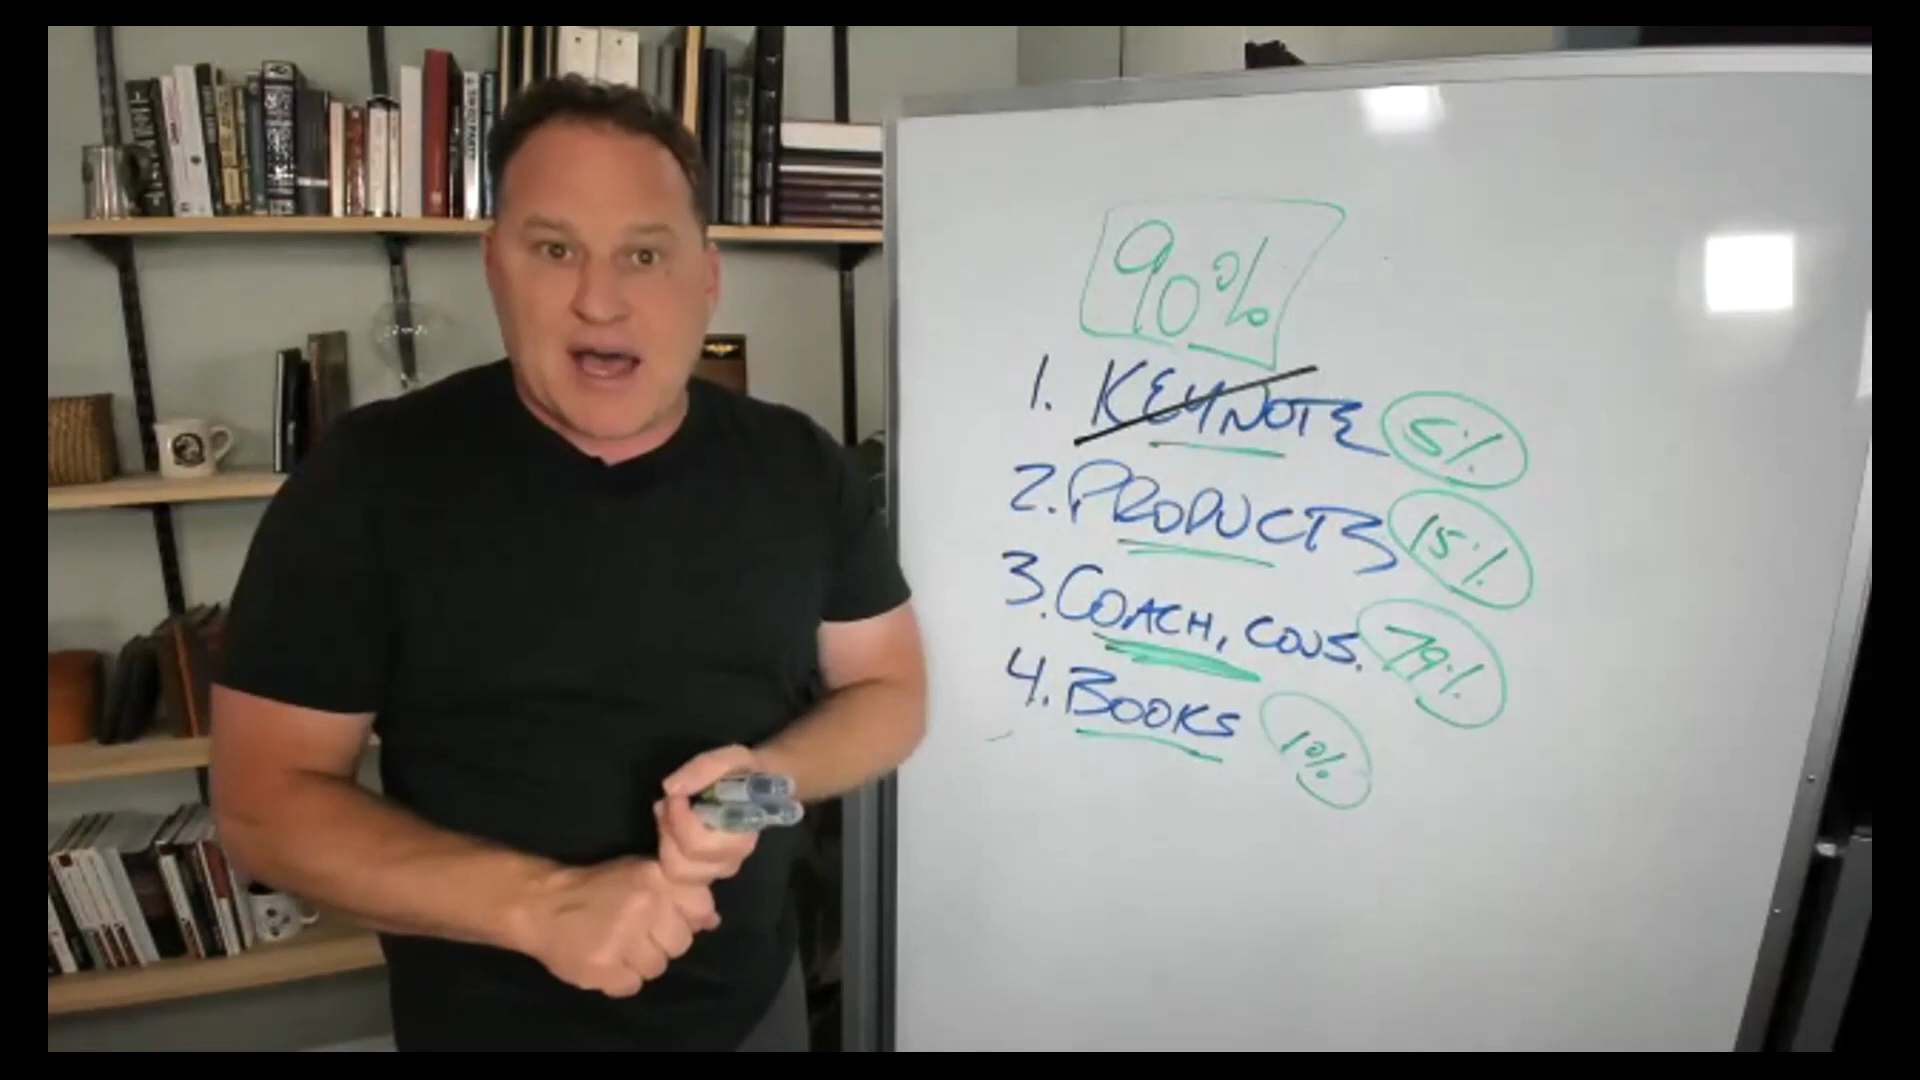 90%
1. KEYNOTE 5%
2. PRODUCTS 15%
3. COACH, CONS. 79%
4. BOOKS 1%